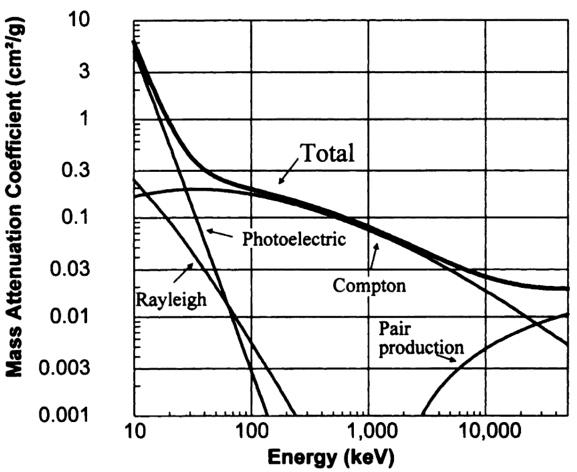 Mass Attenuation Coefficient (cm²/g)
10
3
1
0.3
0.1
0.03
0.01
0.003
0.001
Total
Photoelectric
Rayleigh
Compton
Pair
production
10
100
1,000
10,000
Energy (keV)